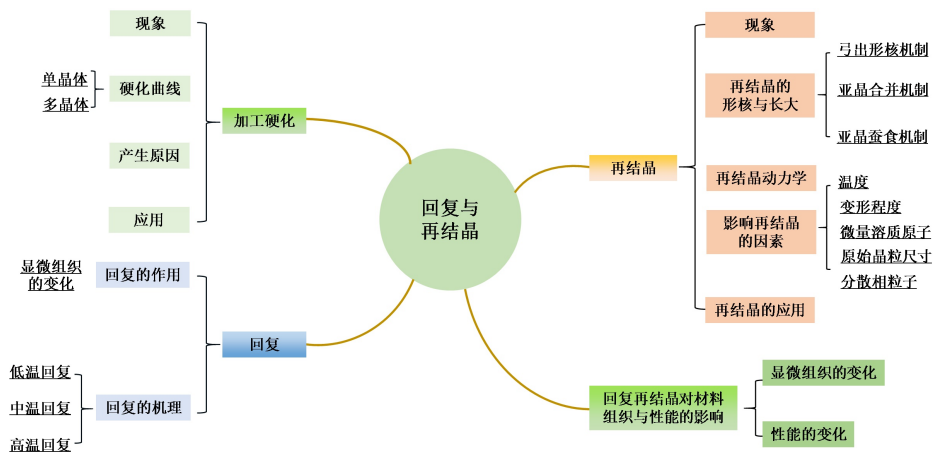 回复与
再结晶
加工硬化
现象
硬化曲线
单晶体
多晶体
产生原因
应用
回复
回复的作用
显微组织
的变化
回复的机理
低温回复
中温回复
高温回复
再结晶
现象
再结晶的
形核与长大
弓出形核机制
亚晶合并机制
亚晶蚕食机制
再结晶动力学
影响再结晶
的因素
温度
变形程度
微量溶质原子
原始晶粒尺寸
分散相粒子
再结晶的应用
回复再结晶对材料
组织与性能的影响
显微组织的变化
性能的变化